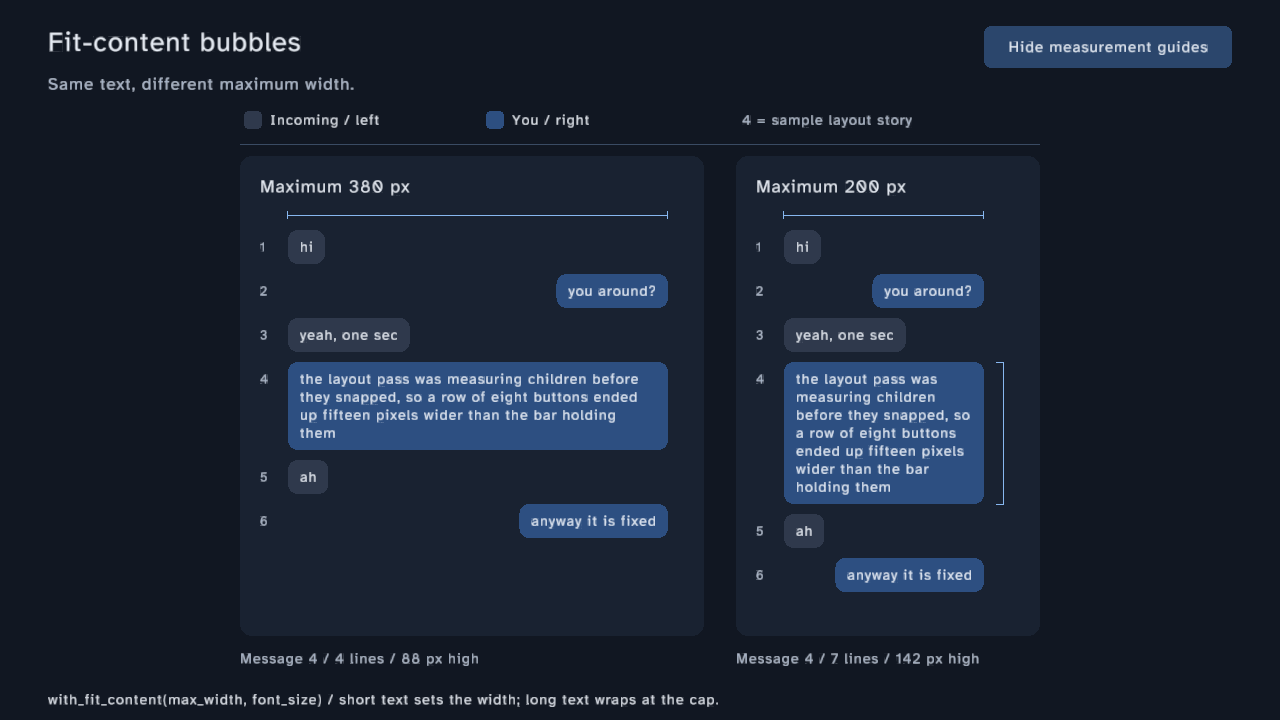 Fit-content bubbles
Hide measurement guides
Same text, different maximum width.
Incoming / left
You / right
4 = sample layout story
Maximum 380 px
1 hi
2 you around?
3 yeah, one sec
4 the layout pass was measuring children before
they snapped, so a row of eight buttons ended
up fifteen pixels wider than the bar holding
them
5 ah
6 anyway it is fixed
Message 4 / 4 lines / 88 px high
Maximum 200 px
1 hi
2 you around?
3 yeah, one sec
4 the layout pass was
measuring children
before they snapped, so
a row of eight buttons
ended up fifteen pixels
wider than the bar
holding them
5 ah
6 anyway it is fixed
Message 4 / 7 lines / 142 px high
with_fit_content(max_width, font_size) / short text sets the width; long text wraps at the cap.